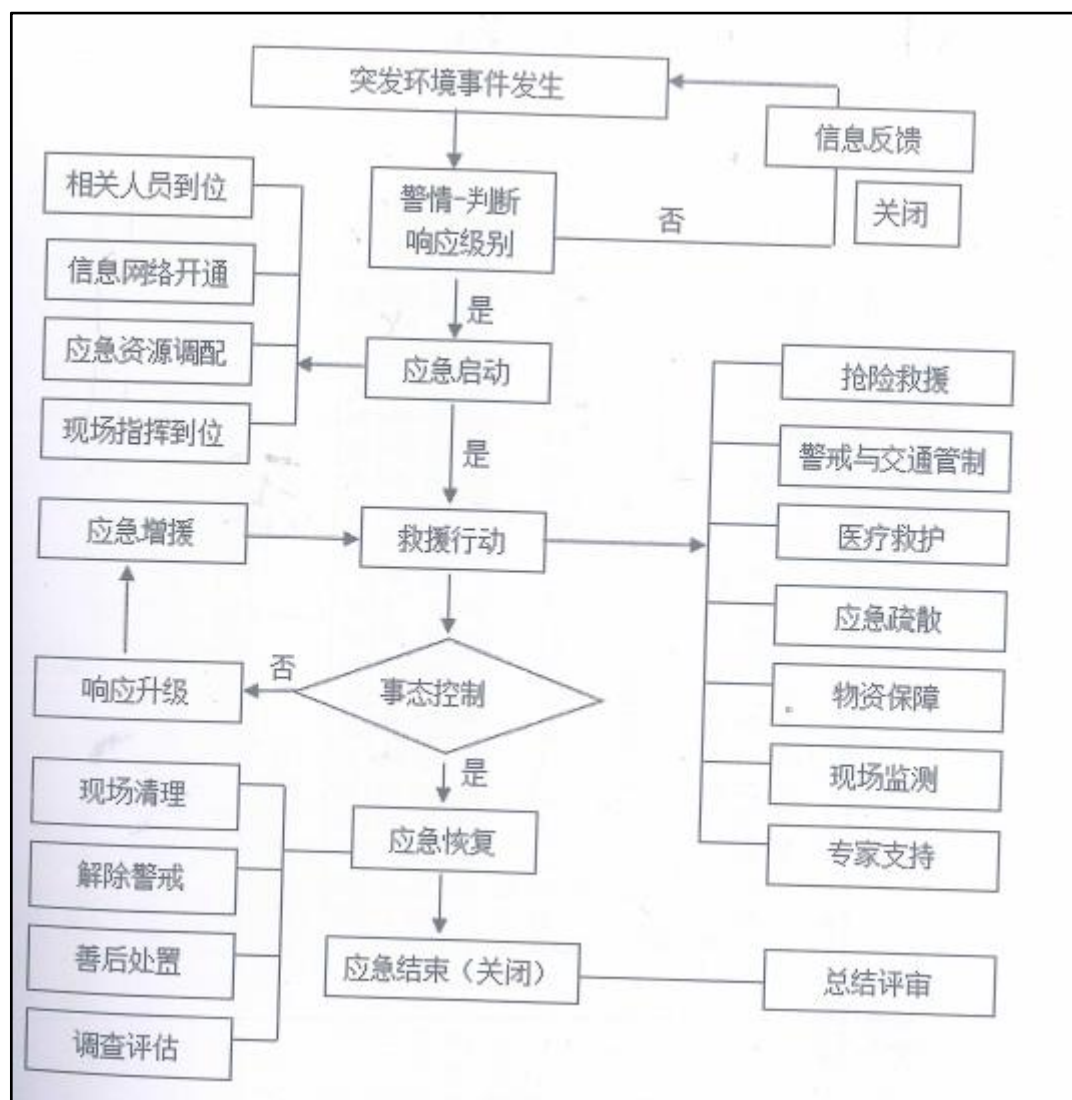 突发环境事件发生
信息反馈
相关人员到位
警情-判断
响应级别
否
关闭
信息网络开通
是
应急资源调配
应急启动
抢险救援
现场指挥到位
是
警戒与交通管制
应急增援
救援行动
医疗救护
应急疏散
响应升级
否
事态控制
物资保障
现场清理
是
现场监测
应急恢复
专家支持
解除警戒
善后处置
应急结束（关闭）
总结评审
调查评估